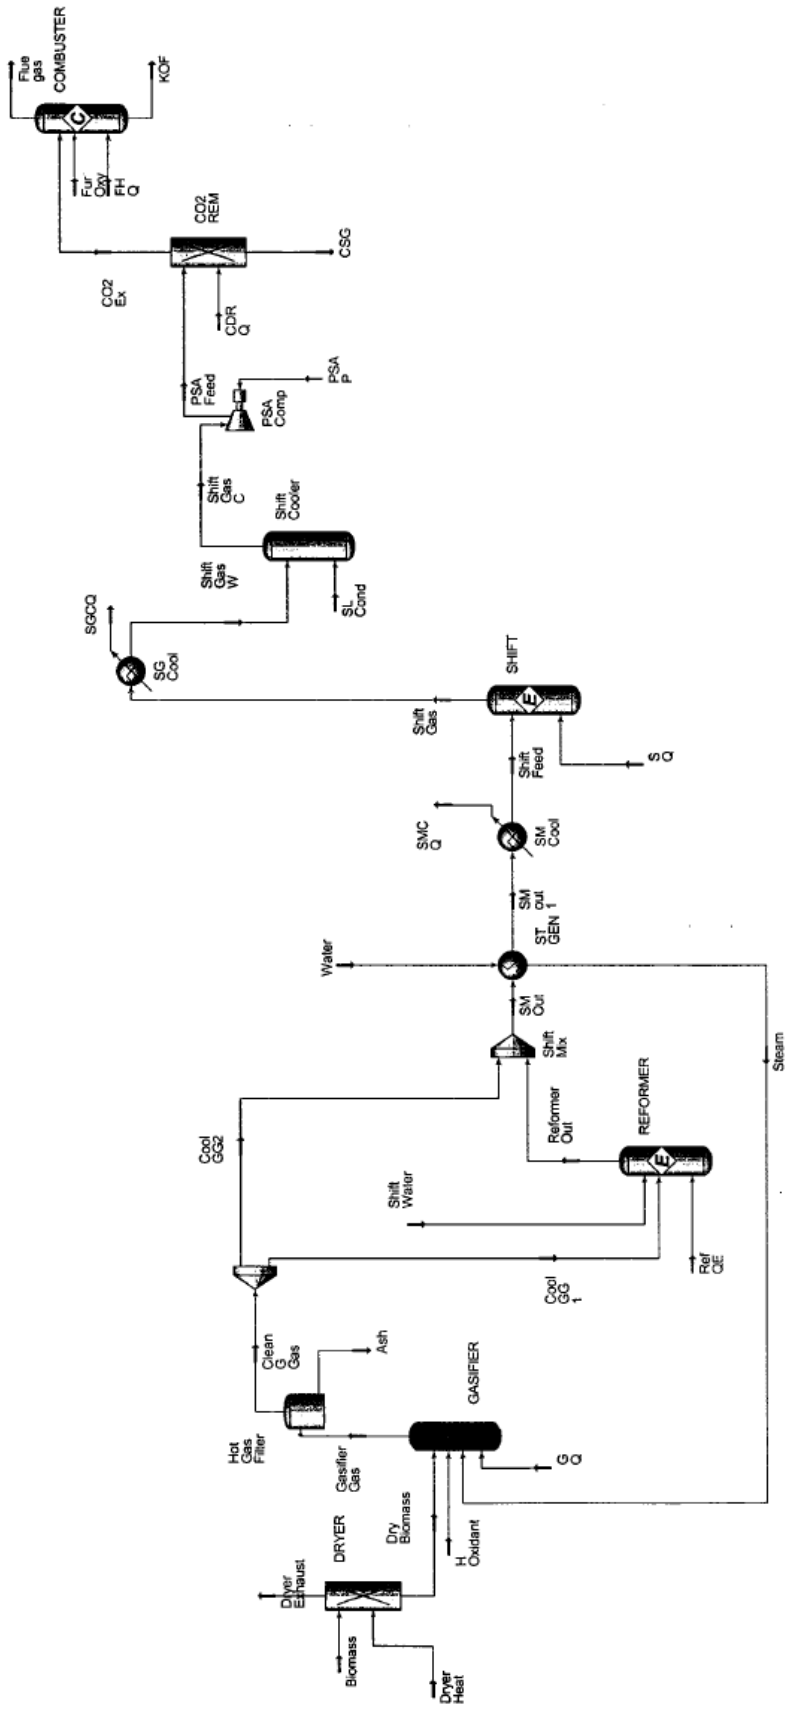 Biomass
Dryer
Heat
Dryer
Exhaust
DRYER
Dry
Biomass
H
Oxidant
G
Q
GASIFIER
Gasifier
Gas
Hot
Gas
Filter
Ash
Clean
G
Gas
Cool
GG2
Cool
GG
1
Ref
QE
Shift
Water
REFORMER
Reformer
Out
Shift
Mix
SM
Out
Steam
Water
ST
GEN 1
SM
out
1
SMC
Q
SM
Cool
Shift
Feed
S
Q
SHIFT
Shift
Gas
SG
Cool
SGCQ
Shift
Gas
W
SL
Cond
Shift
Cooler
Shift
Gas
C
PSA
Comp
PSA
P
PSA
Feed
CDR
Q
CO2
REM
CSG
CO2
Ex
Fur
Oxy
FH
Q
COMBUSTER
Flue
gas
KOF
C
E
E